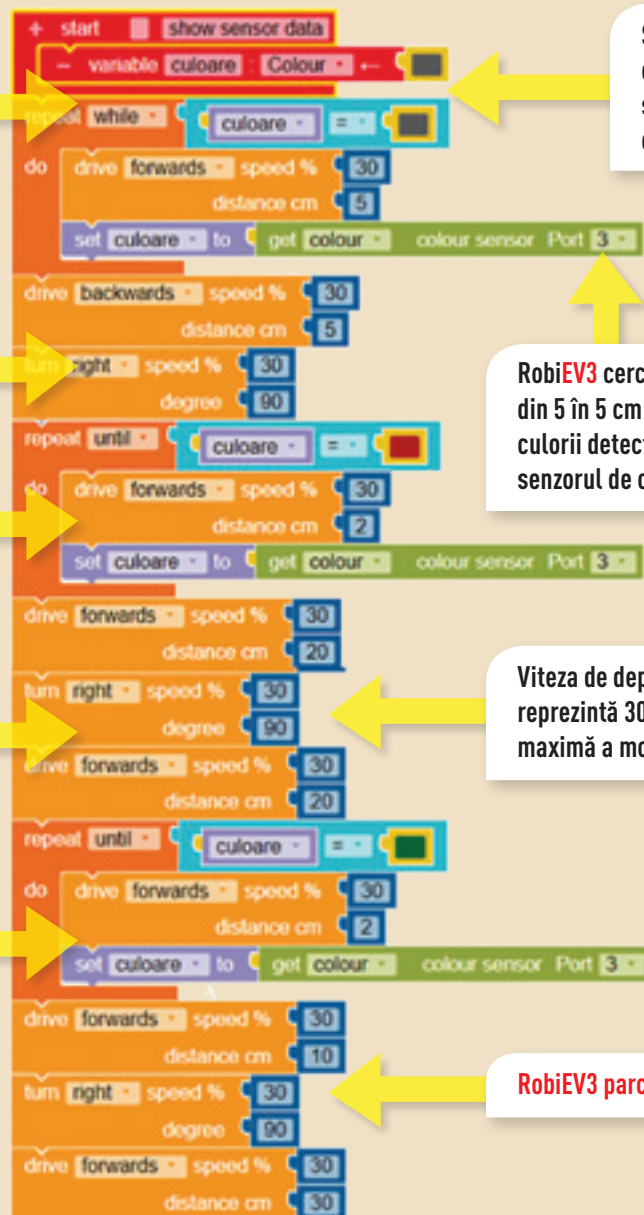 + start show sensor data
− variable culoare : Colour ←
repeat while culoare =
do drive forwards speed % 30
distance cm 5
set culoare to get colour colour sensor Port 3
drive backwards speed % 30
distance cm 5
turn right speed % 30
degree 90
repeat until culoare =
do drive forwards speed % 30
distance cm 2
set culoare to get colour colour sensor Port 3
drive forwards speed % 30
distance cm 20
turn right speed % 30
degree 90
drive forwards speed % 30
distance cm 20
repeat until culoare =
do drive forwards speed % 30
distance cm 2
set culoare to get colour colour sensor Port 3
drive forwards speed % 30
distance cm 10
turn right speed % 30
degree 90
drive forwards speed % 30
distance cm 30
RobiEV3 cerc
din 5 în 5 cm
culorii detec
senzorul de
Viteza de dep
reprezintă 30
maximă a mo
RobiEV3 parc